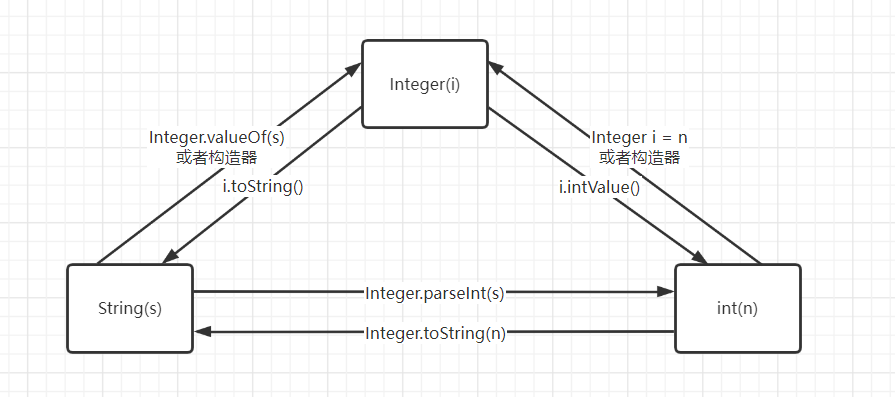 Integer(i)
Integer.valueOf(s)
或者构造器
Integer i = n
或者构造器
i.toString()
i.intValue()
String(s)
Integer.parseInt(s)
int(n)
Integer.toString(n)